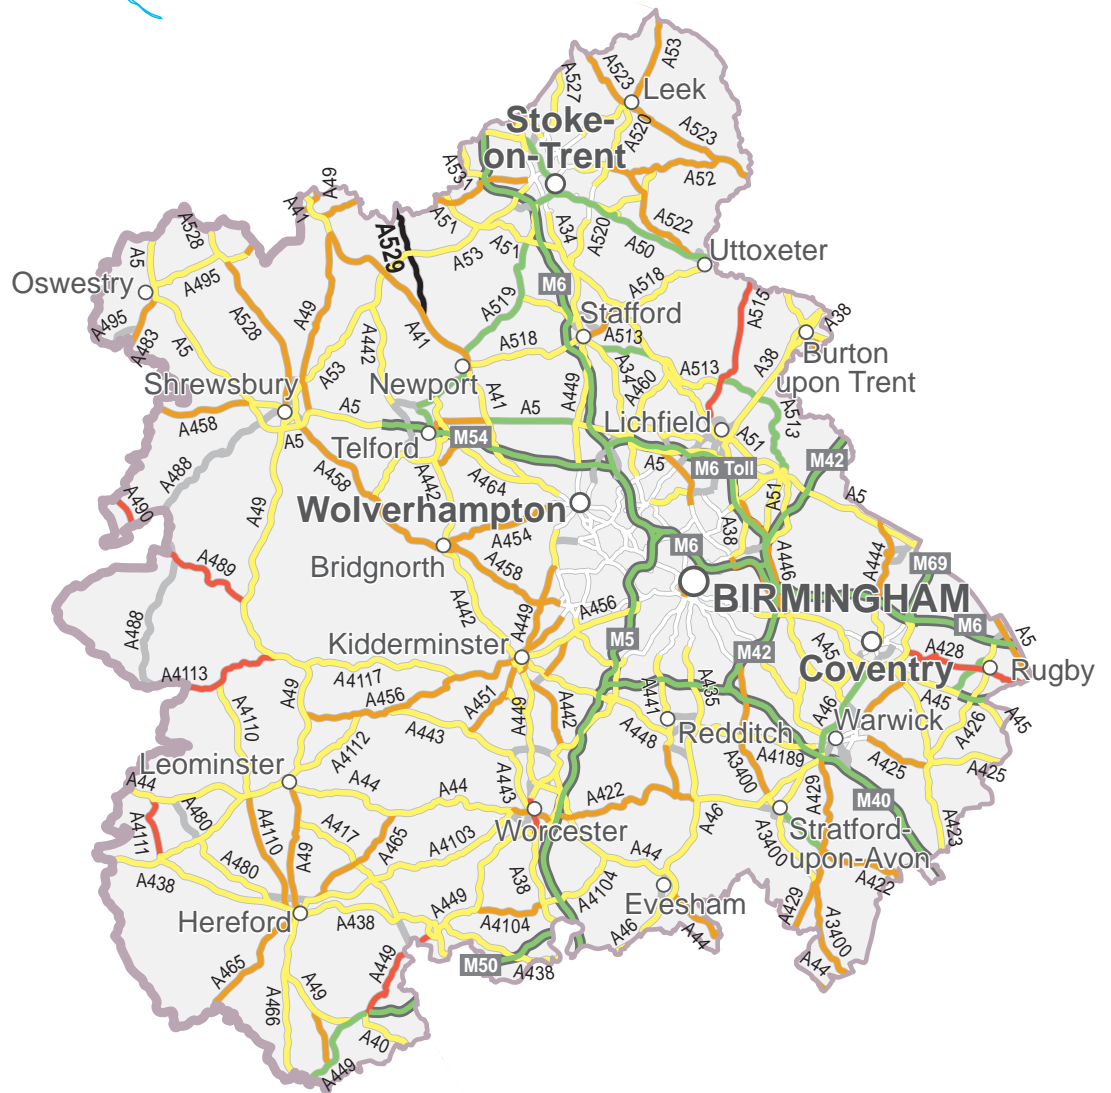 A53
A523
A527
Leek
Stoke-
on-Trent
A520
A523
A531
A52
A49
A41
A51
A522
A528
A529
A34
A520
A5
A53
A51
A50
Uttoxeter
Oswestry
A495
M6
A518
A495
A483
A528
A49
A519
Stafford
A515
A38
A5
A442
A41
A518
A513
A38
Burton
upon Trent
A53
A34
A460
A513
Shrewsbury
Newport
A41
A449
A513
A458
A5
A5
Lichfield
A51
A5
Telford
M54
A5
M6 Toll
M42
A488
A458
A442
A464
A51
A5
A490
A49
Wolverhampton
A454
A38
A444
Bridgnorth
A458
M6
A446
M69
A489
BIRMINGHAM
A488
A442
A449
A456
M6
A5
Kidderminster
M5
M42
A45
A428
Coventry
Rugby
A4113
A4117
A49
A456
A451
A449
A442
A441
A435
A46
A45
A426
A45
A4110
A443
A448
Redditch
Warwick
A4112
A4189
A425
A425
Leominster
A44
A44
A44
A443
A3400
A429
M40
A422
A480
A4111
A4110
A49
A417
A465
A4103
Worcester
A46
A3400
Stratford-
upon-Avon
A423
A480
A438
A44
A38
A4104
A422
Hereford
A438
A449
A4104
Evesham
A429
A46
A44
A3400
A465
A449
M50
A438
A44
A466
A49
A40
A449